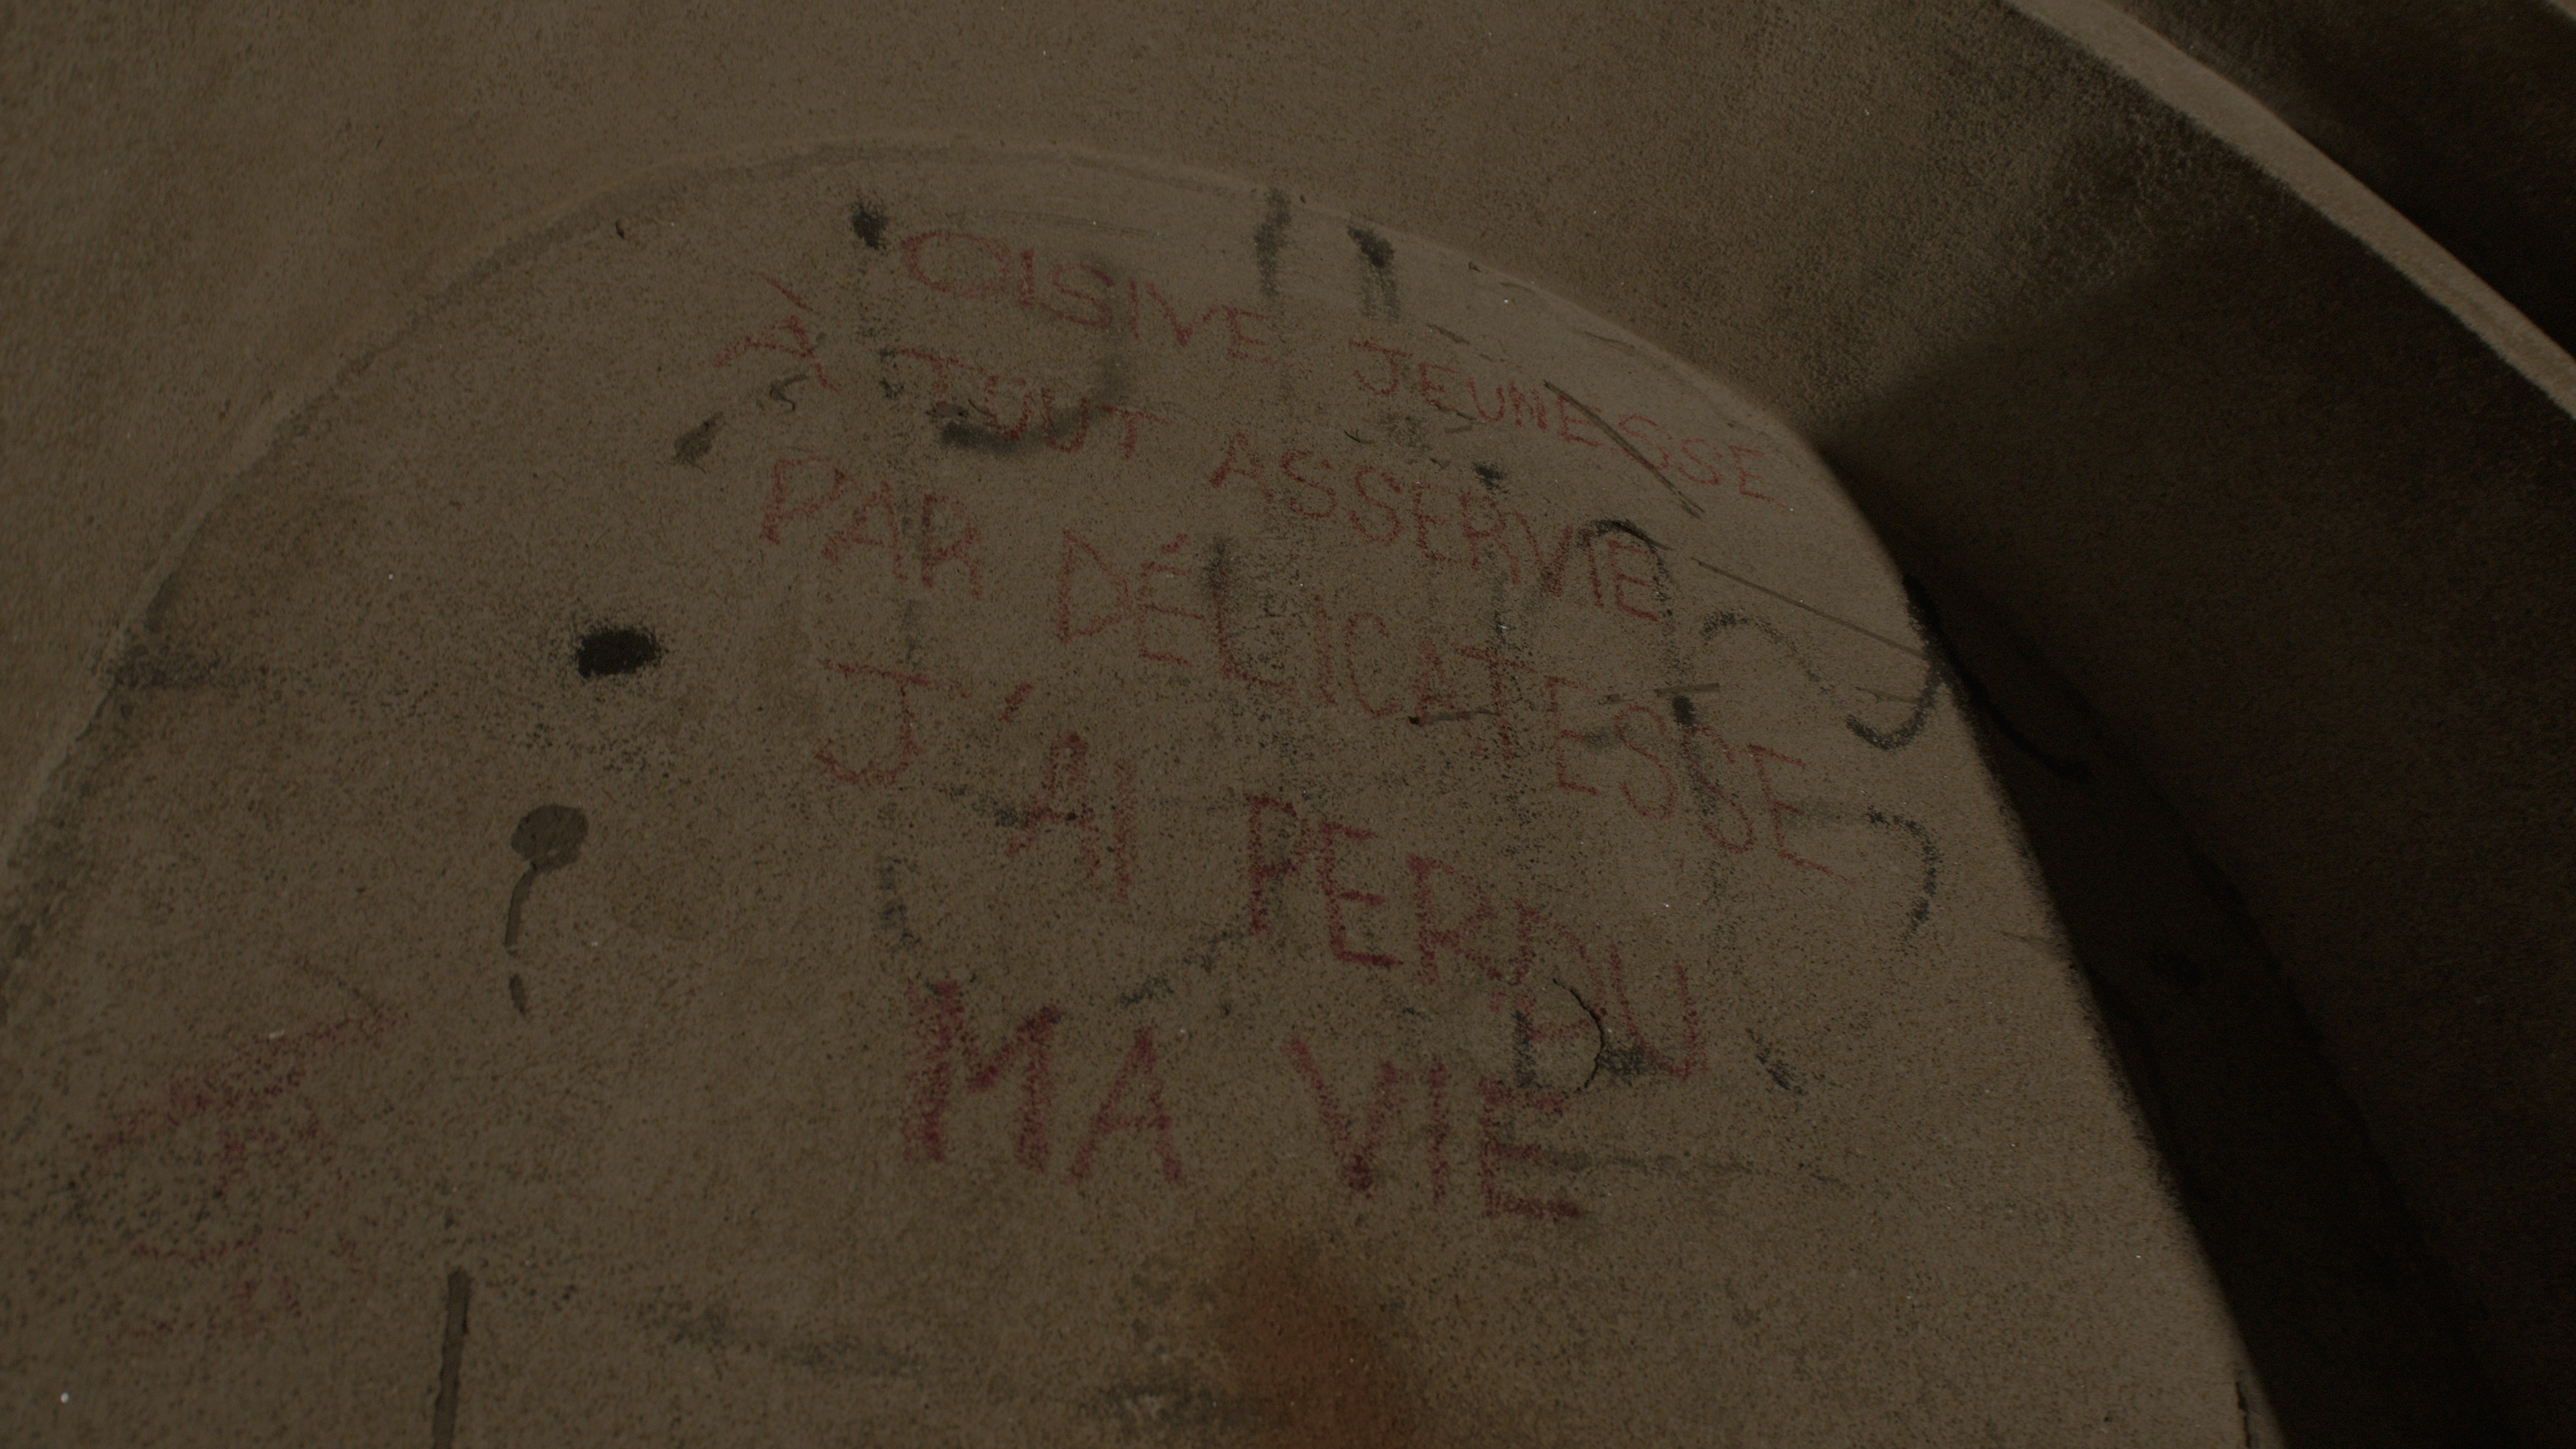 OISIVE JEUNESSE
À TOUT ASSERVIE
PAR DÉLICATESSE
J'AI PERDU
MA VIE